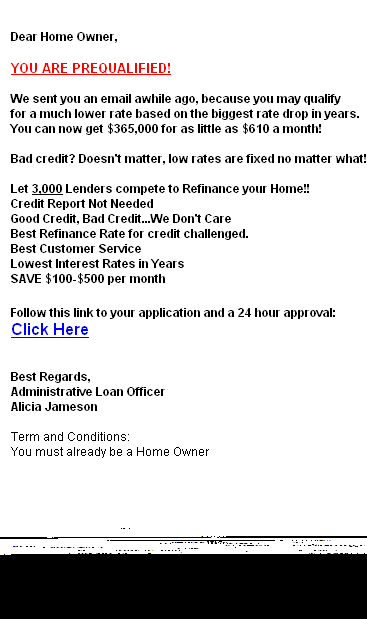 Dear Home Owner,
YOU ARE PREQUALIFIED!
We sent you an email awhile ago, because you may qualify
for a much lower rate based on the biggest rate drop in years.
You can now get $365,000 for as little as $610 a month!
Bad credit? Doesn't matter, low rates are fixed no matter what!
Let 3,000 Lenders compete to Refinance your Home!!
Credit Report Not Needed
Good Credit, Bad Credit...We Don't Care
Best Refinance Rate for credit challenged.
Best Customer Service
Lowest Interest Rates in Years
SAVE $100-$500 per month
Follow this link to your application and a 24 hour approval:
Click Here
Best Regards,
Administrative Loan Officer
Alicia Jameson
Term and Conditions:
You must already be a Home Owner